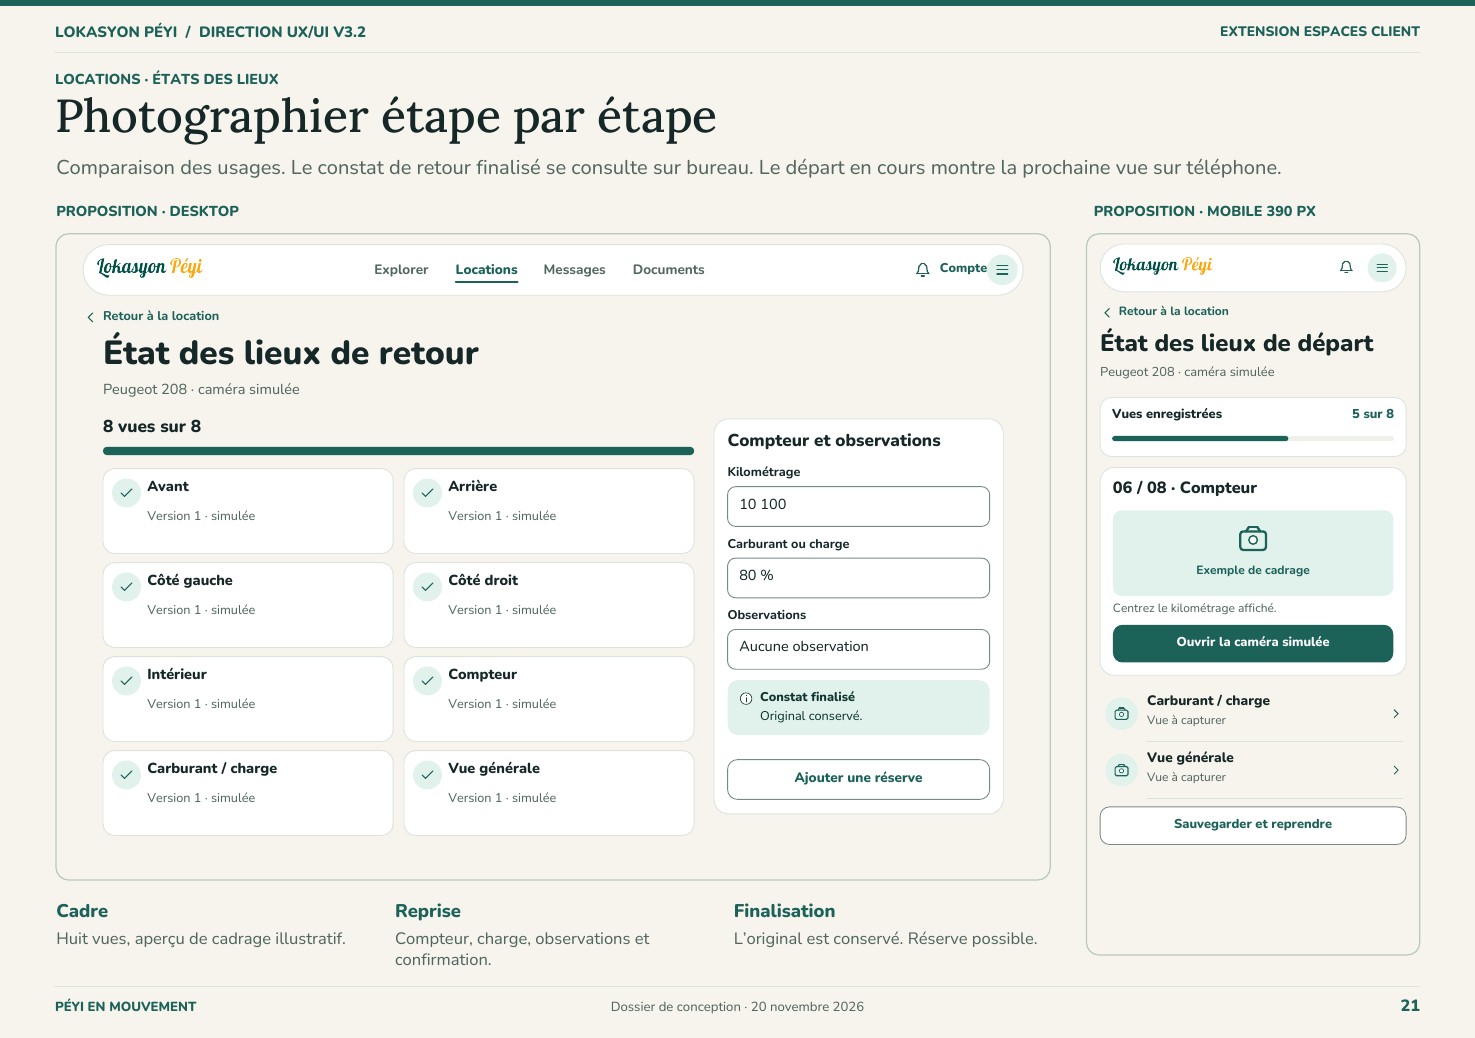 LOKASYON PÉYI / DIRECTION UX/UI V3.2
EXTENSION ESPACES CLIENT
LOCATIONS · ÉTATS DES LIEUX
Photographier étape par étape
Comparaison des usages. Le constat de retour finalisé se consulte sur bureau. Le départ en cours montre la prochaine vue sur téléphone.
PROPOSITION · DESKTOP
Lokasyon Péyi
Explorer
Locations
Messages
Documents
Compte
Retour à la location
État des lieux de retour
Peugeot 208 · caméra simulée
8 vues sur 8
Avant
Version 1 · simulée
Arrière
Version 1 · simulée
Côté gauche
Version 1 · simulée
Côté droit
Version 1 · simulée
Intérieur
Version 1 · simulée
Compteur
Version 1 · simulée
Carburant / charge
Version 1 · simulée
Vue générale
Version 1 · simulée
Compteur et observations
Kilométrage
10 100
Carburant ou charge
80 %
Observations
Aucune observation
Constat finalisé
Original conservé.
Ajouter une réserve
PROPOSITION · MOBILE 390 PX
Lokasyon Péyi
Retour à la location
État des lieux de départ
Peugeot 208 · caméra simulée
Vues enregistrées
5 sur 8
06 / 08 · Compteur
Exemple de cadrage
Centrez le kilométrage affiché.
Ouvrir la caméra simulée
Carburant / charge
Vue à capturer
Vue générale
Vue à capturer
Sauvegarder et reprendre
Cadre
Huit vues, aperçu de cadrage illustratif.
Reprise
Compteur, charge, observations et
confirmation.
Finalisation
L’original est conservé. Réserve possible.
PÉYI EN MOUVEMENT
Dossier de conception · 20 novembre 2026
21